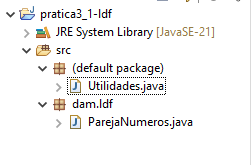 pratica3_1-ldf
JRE System Library [JavaSE-21]
src
(default package)
Utilidades.java
dam.ldf
ParejaNumeros.java